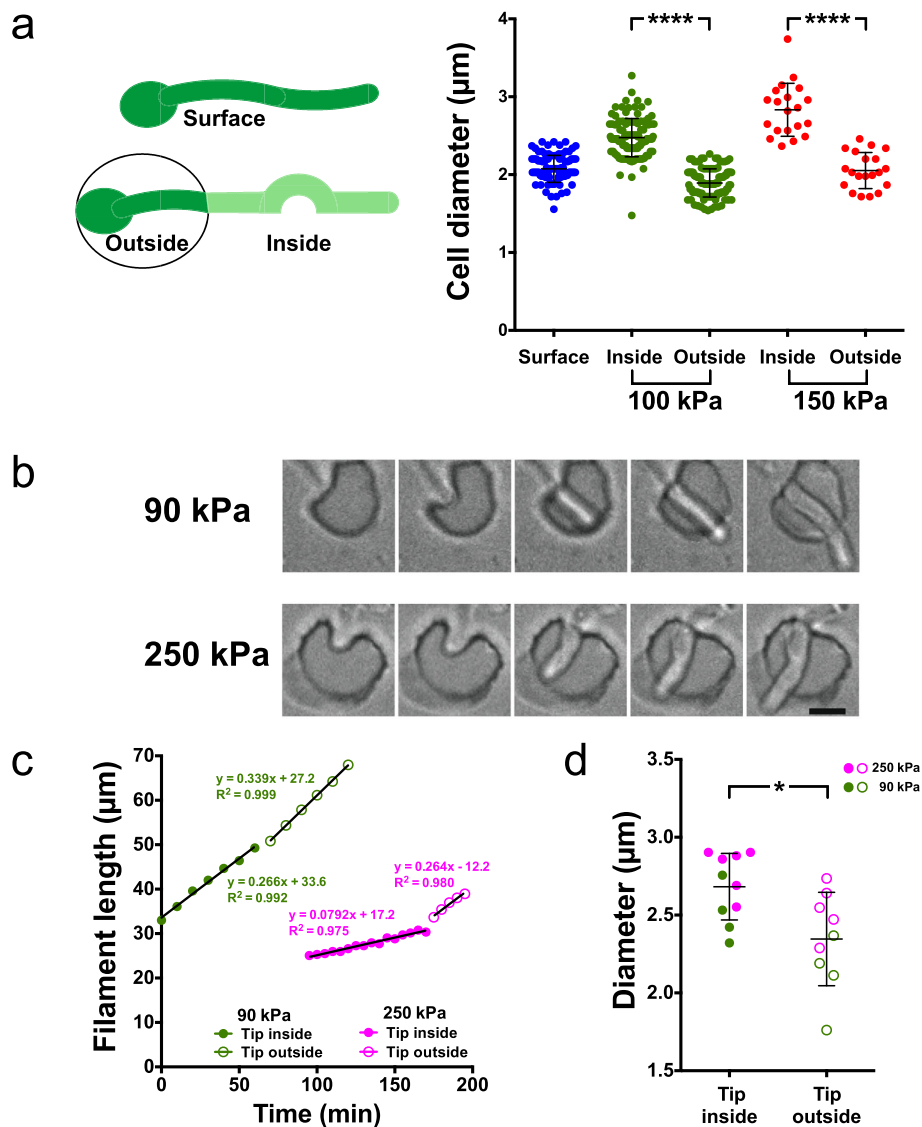 a
Surface
Outside
Inside
Cell diameter (µm)
4
3
2
1
0
****
****
Surface
Inside
Outside
Inside
Outside
100 kPa
150 kPa
b
90 kPa
250 kPa
c
Filament length (µm)
70
60
50
40
30
20
10
0
y = 0.339x + 27.2
R² = 0.999
y = 0.266x + 33.6
R² = 0.992
y = 0.264x - 12.2
R² = 0.980
y = 0.0792x + 17.2
R² = 0.975
90 kPa
Tip inside
Tip outside
250 kPa
Tip inside
Tip outside
0
50
100
150
200
Time (min)
d
Diameter (µm)
3.5
3.0
2.5
2.0
1.5
250 kPa
90 kPa
*
Tip
inside
Tip
outside